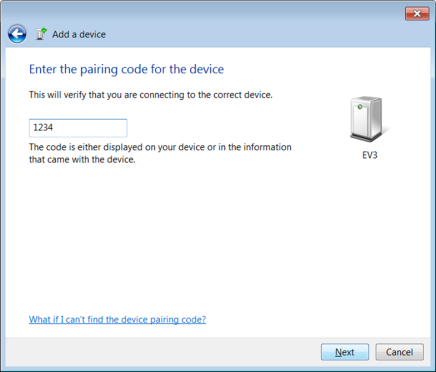 Add a device
Enter the pairing code for the device
This will verify that you are connecting to the correct device.
1234
The code is either displayed on your device or in the information
that came with the device.
EV3
What if I can't find the device pairing code?
Next
Cancel